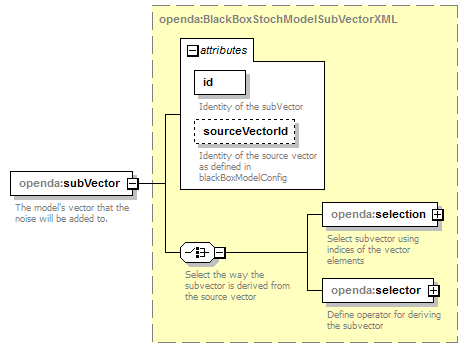 openda:BlackBoxStochModelSubVectorXML
attributes
id
Identity of the subVector
sourceVectorId
Identity of the source vector
as defined in
blackBoxModelConfig
openda:subVector
The model's vector that the
noise will be added to.
openda:selection
Select subvector using
indices of the vector
elements
Select the way the
subvector is derived from
the source vector
openda:selector
Define operator for deriving
the subvector